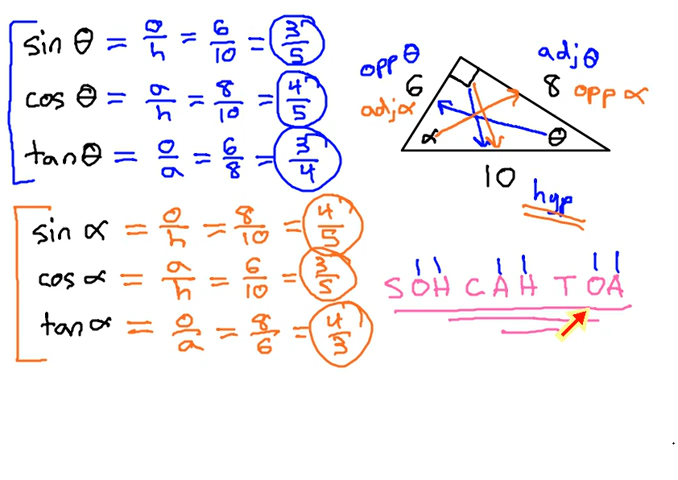 sin θ = o/h = 6/10 = 3/5
cos θ = a/h = 8/10 = 4/5
tan θ = o/a = 6/8 = 3/4
sin α = o/h = 8/10 = 4/5
cos α = a/h = 6/10 = 3/5
tan α = o/a = 8/6 = 4/3
opp θ
6
adj α
adj θ
8 opp α
α θ
10
hyp
SOH CAH TOA